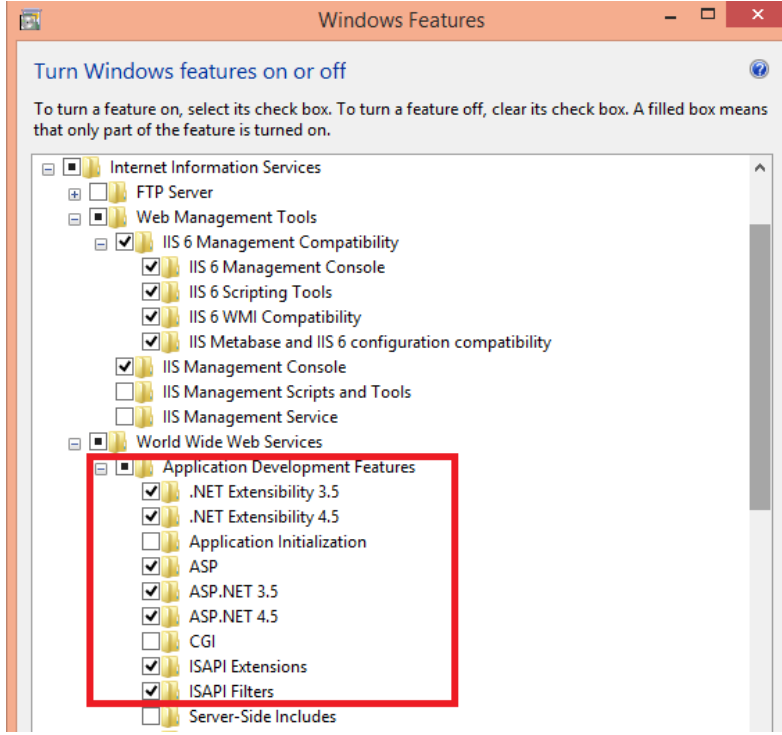 Windows Features
Turn Windows features on or off
To turn a feature on, select its check box. To turn a feature off, clear its check box. A filled box means
that only part of the feature is turned on.
Internet Information Services
FTP Server
Web Management Tools
IIS 6 Management Compatibility
IIS 6 Management Console
IIS 6 Scripting Tools
IIS 6 WMI Compatibility
IIS Metabase and IIS 6 configuration compatibility
IIS Management Console
IIS Management Scripts and Tools
IIS Management Service
World Wide Web Services
Application Development Features
.NET Extensibility 3.5
.NET Extensibility 4.5
Application Initialization
ASP
ASP.NET 3.5
ASP.NET 4.5
CGI
ISAPI Extensions
ISAPI Filters
Server-Side Includes